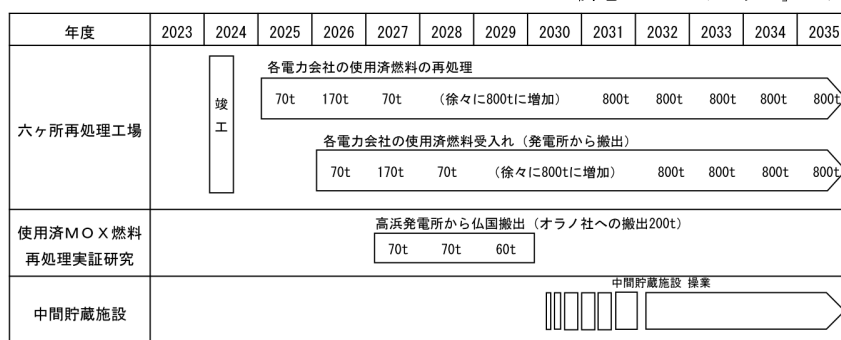 年度 2023 2024 2025 2026 2027 2028 2029 2030 2031 2032 2033 2034 2035
六ヶ所再処理工場
竣工
各電力会社の使用済燃料の再処理
70t 170t 70t （徐々に800tに増加） 800t 800t 800t 800t 800t
各電力会社の使用済燃料受入れ（発電所から搬出）
70t 170t 70t （徐々に800tに増加） 800t 800t 800t 800t
使用済ＭＯＸ燃料
再処理実証研究
高浜発電所から仏国搬出（オラノ社への搬出200t）
70t 70t 60t
中間貯蔵施設
中間貯蔵施設 操業